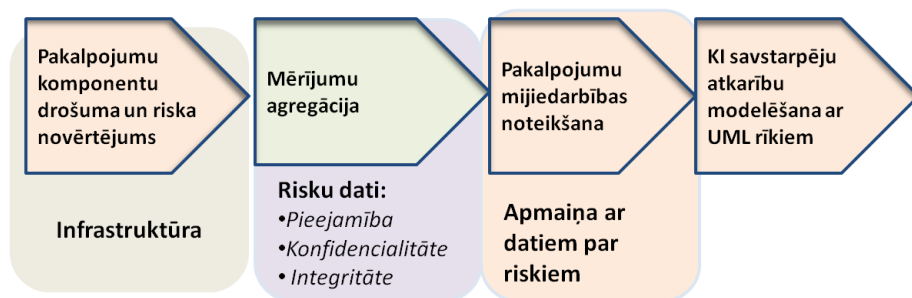 Pakalpojumu
komponentu
drošuma un riska
novērtējums
Infrastruktūra
Mērījumu
agregācija
Risku dati:
•Pieejamība
•Konfidencialitāte
• Integritāte
Pakalpojumu
mijiedarbības
noteikšana
Apmaiņa ar
datiem par
riskiem
KI savstarpēju
atkarību
modelēšana ar
UML rīkiem